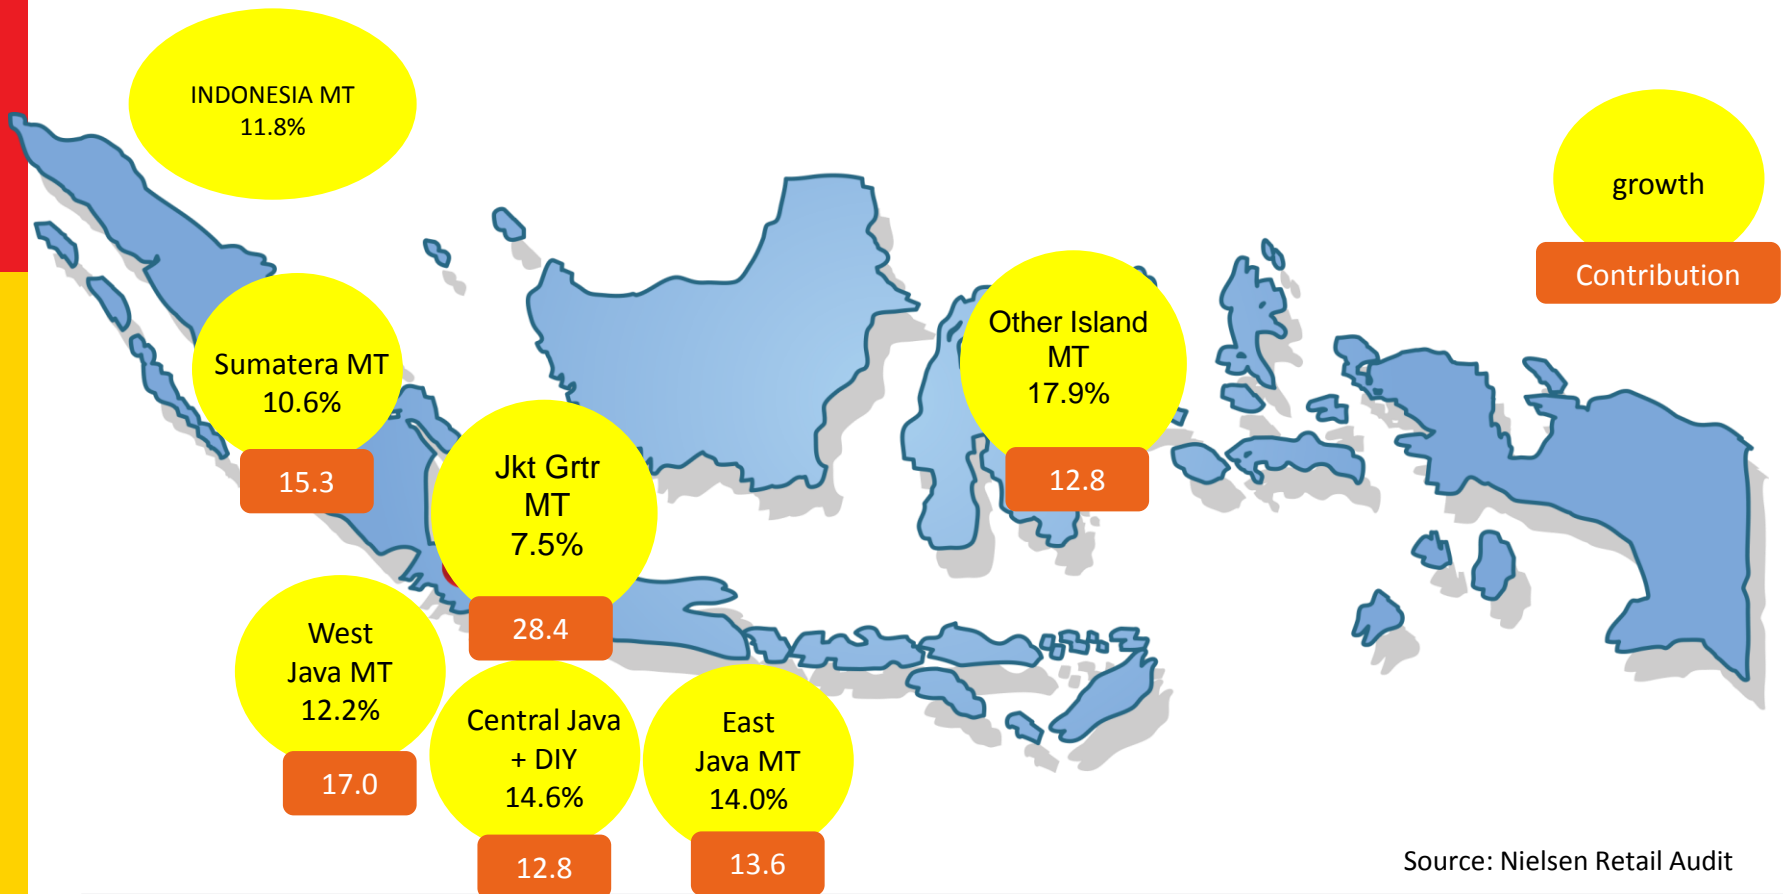 INDONESIA MT
11.8%
growth
Contribution
Sumatera MT
10.6%
15.3
Other Island
MT
17.9%
12.8
Jkt Grtr
MT
7.5%
28.4
West
Java MT
12.2%
17.0
Central Java
+ DIY
14.6%
12.8
East
Java MT
14.0%
13.6
Source: Nielsen Retail Audit